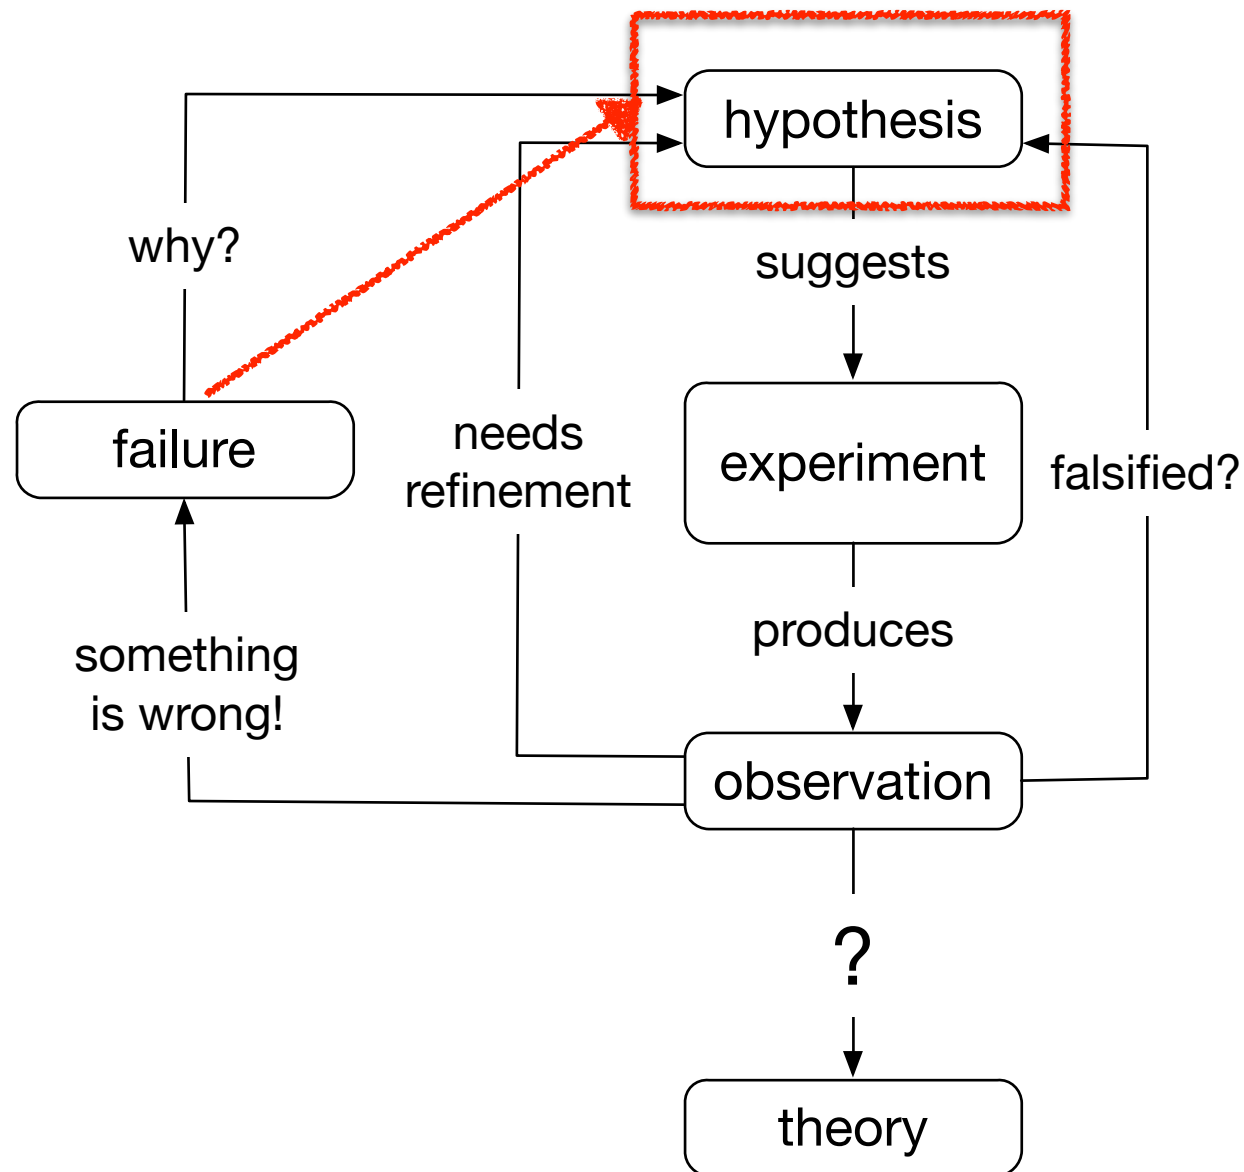 hypothesis
why?
suggests
failure
needs
refinement
experiment
falsified?
produces
something
is wrong!
observation
?
theory